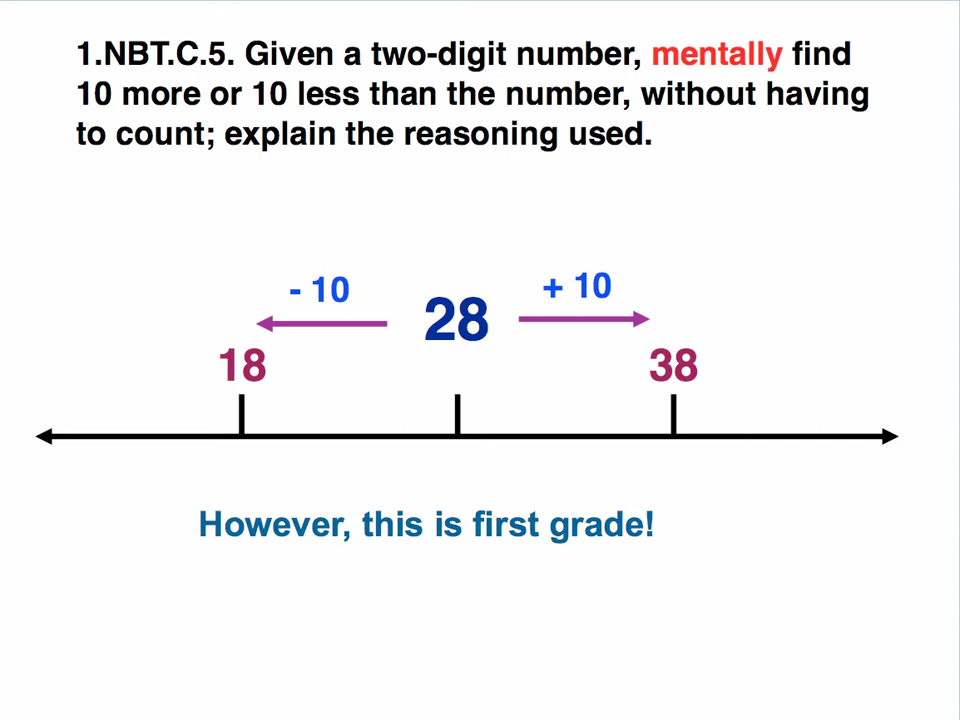 1.NBT.C.5. Given a two-digit number, mentally find
10 more or 10 less than the number, without having
to count; explain the reasoning used.
- 10
+ 10
28
18
38
However, this is first grade!